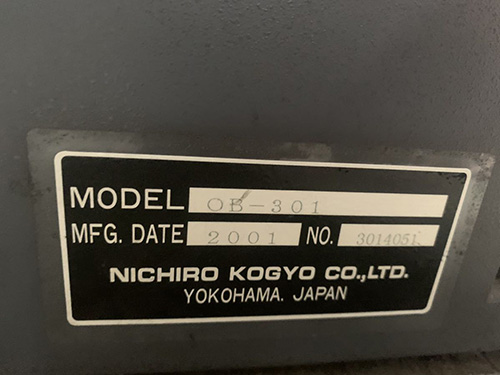 MODEL OB-301
MFG. DATE 2001 NO. 3014051
NICHIRO KOGYO CO.,LTD.
YOKOHAMA. JAPAN